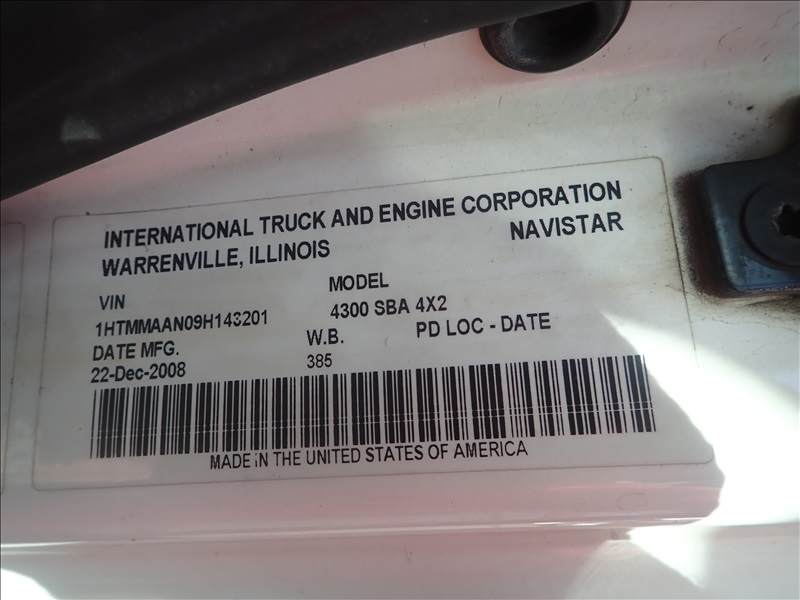 INTERNATIONAL TRUCK AND ENGINE CORPORATION
WARRENVILLE, ILLINOIS NAVISTAR
VIN MODEL
1HTMMAAN09H143201 4300 SBA 4X2
DATE MFG. W.B. PD LOC - DATE
22-Dec-2008 385
MADE IN THE UNITED STATES OF AMERICA